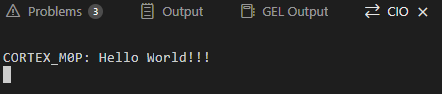 Problems 3 Output GEL Output CIO
CORTEX_M0P: Hello World!!!